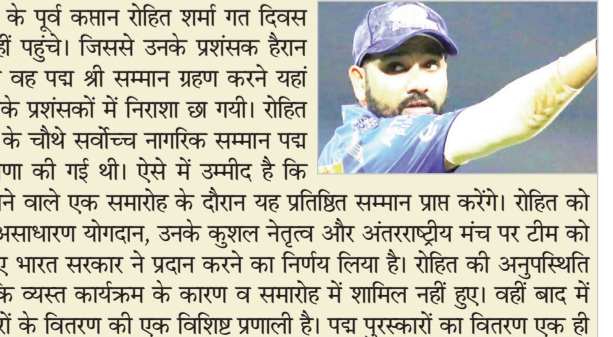 के पूर्व कप्तान रोहित शर्मा गत दिवस
पहुंचे। जिससे उनके प्रशंसक हैरान
वह पद्म श्री सम्मान ग्रहण करने यहां
के प्रशंसकों में निराशा छा गयी। रोहित
के चौथे सर्वोच्च नागरिक सम्मान पद्म
की गई थी। ऐसे में उम्मीद है कि
वाले एक समारोह के दौरान यह प्रतिष्ठित सम्मान प्राप्त करेंगे। रोहित को
असाधारण योगदान, उनके कुशल नेतृत्व और अंतरराष्ट्रीय मंच पर टीम को
भारत सरकार ने प्रदान करने का निर्णय लिया है। रोहित की अनुपस्थिति
व्यस्त कार्यक्रम के कारण व समारोह में शामिल नहीं हुए। वहीं बाद में
के वितरण की एक विशिष्ट प्रणाली है। पद्म पुरस्कारों का वितरण एक ही